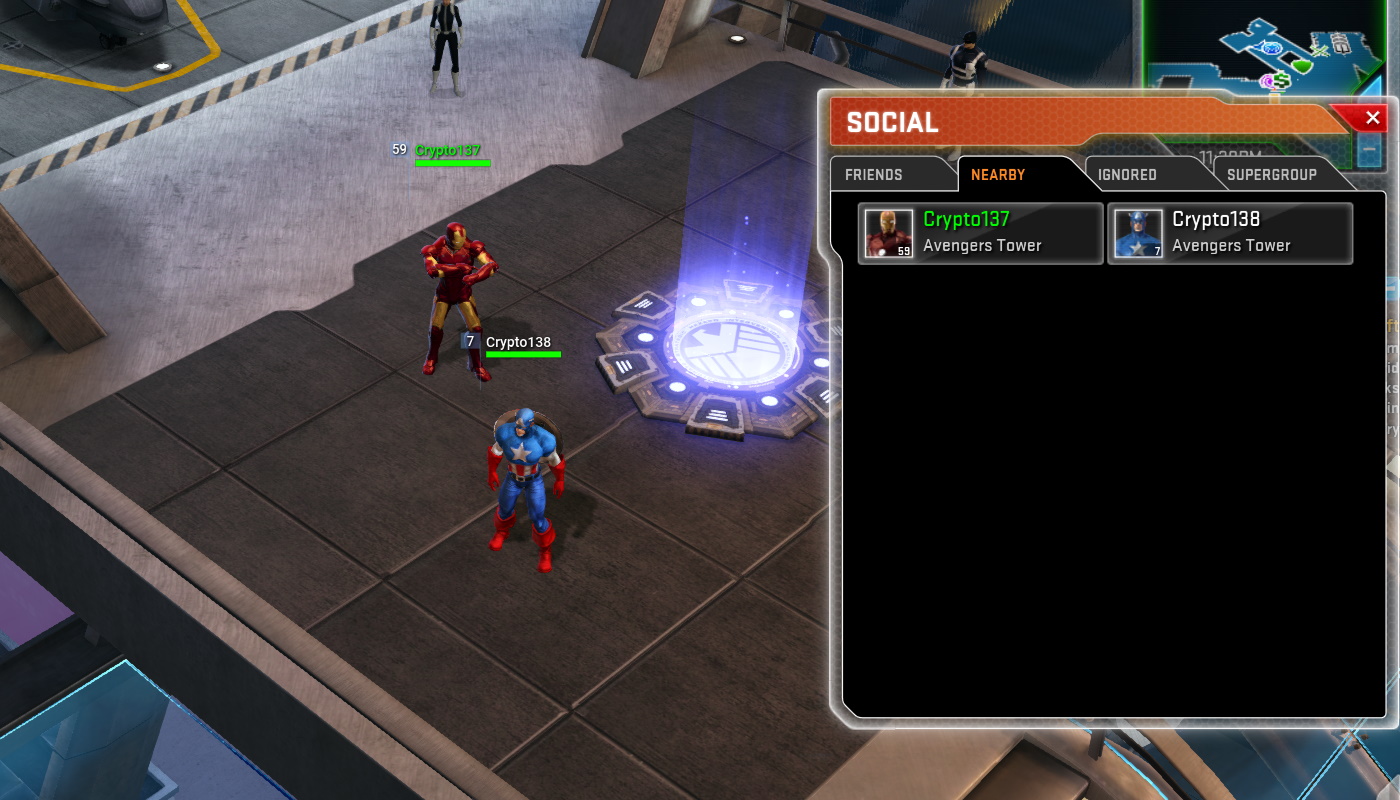 59 Crypto137
7 Crypto138
SOCIAL
FRIENDS
NEARBY
IGNORED
SUPERGROUP
Crypto137
Avengers Tower
59
Crypto138
Avengers Tower
7